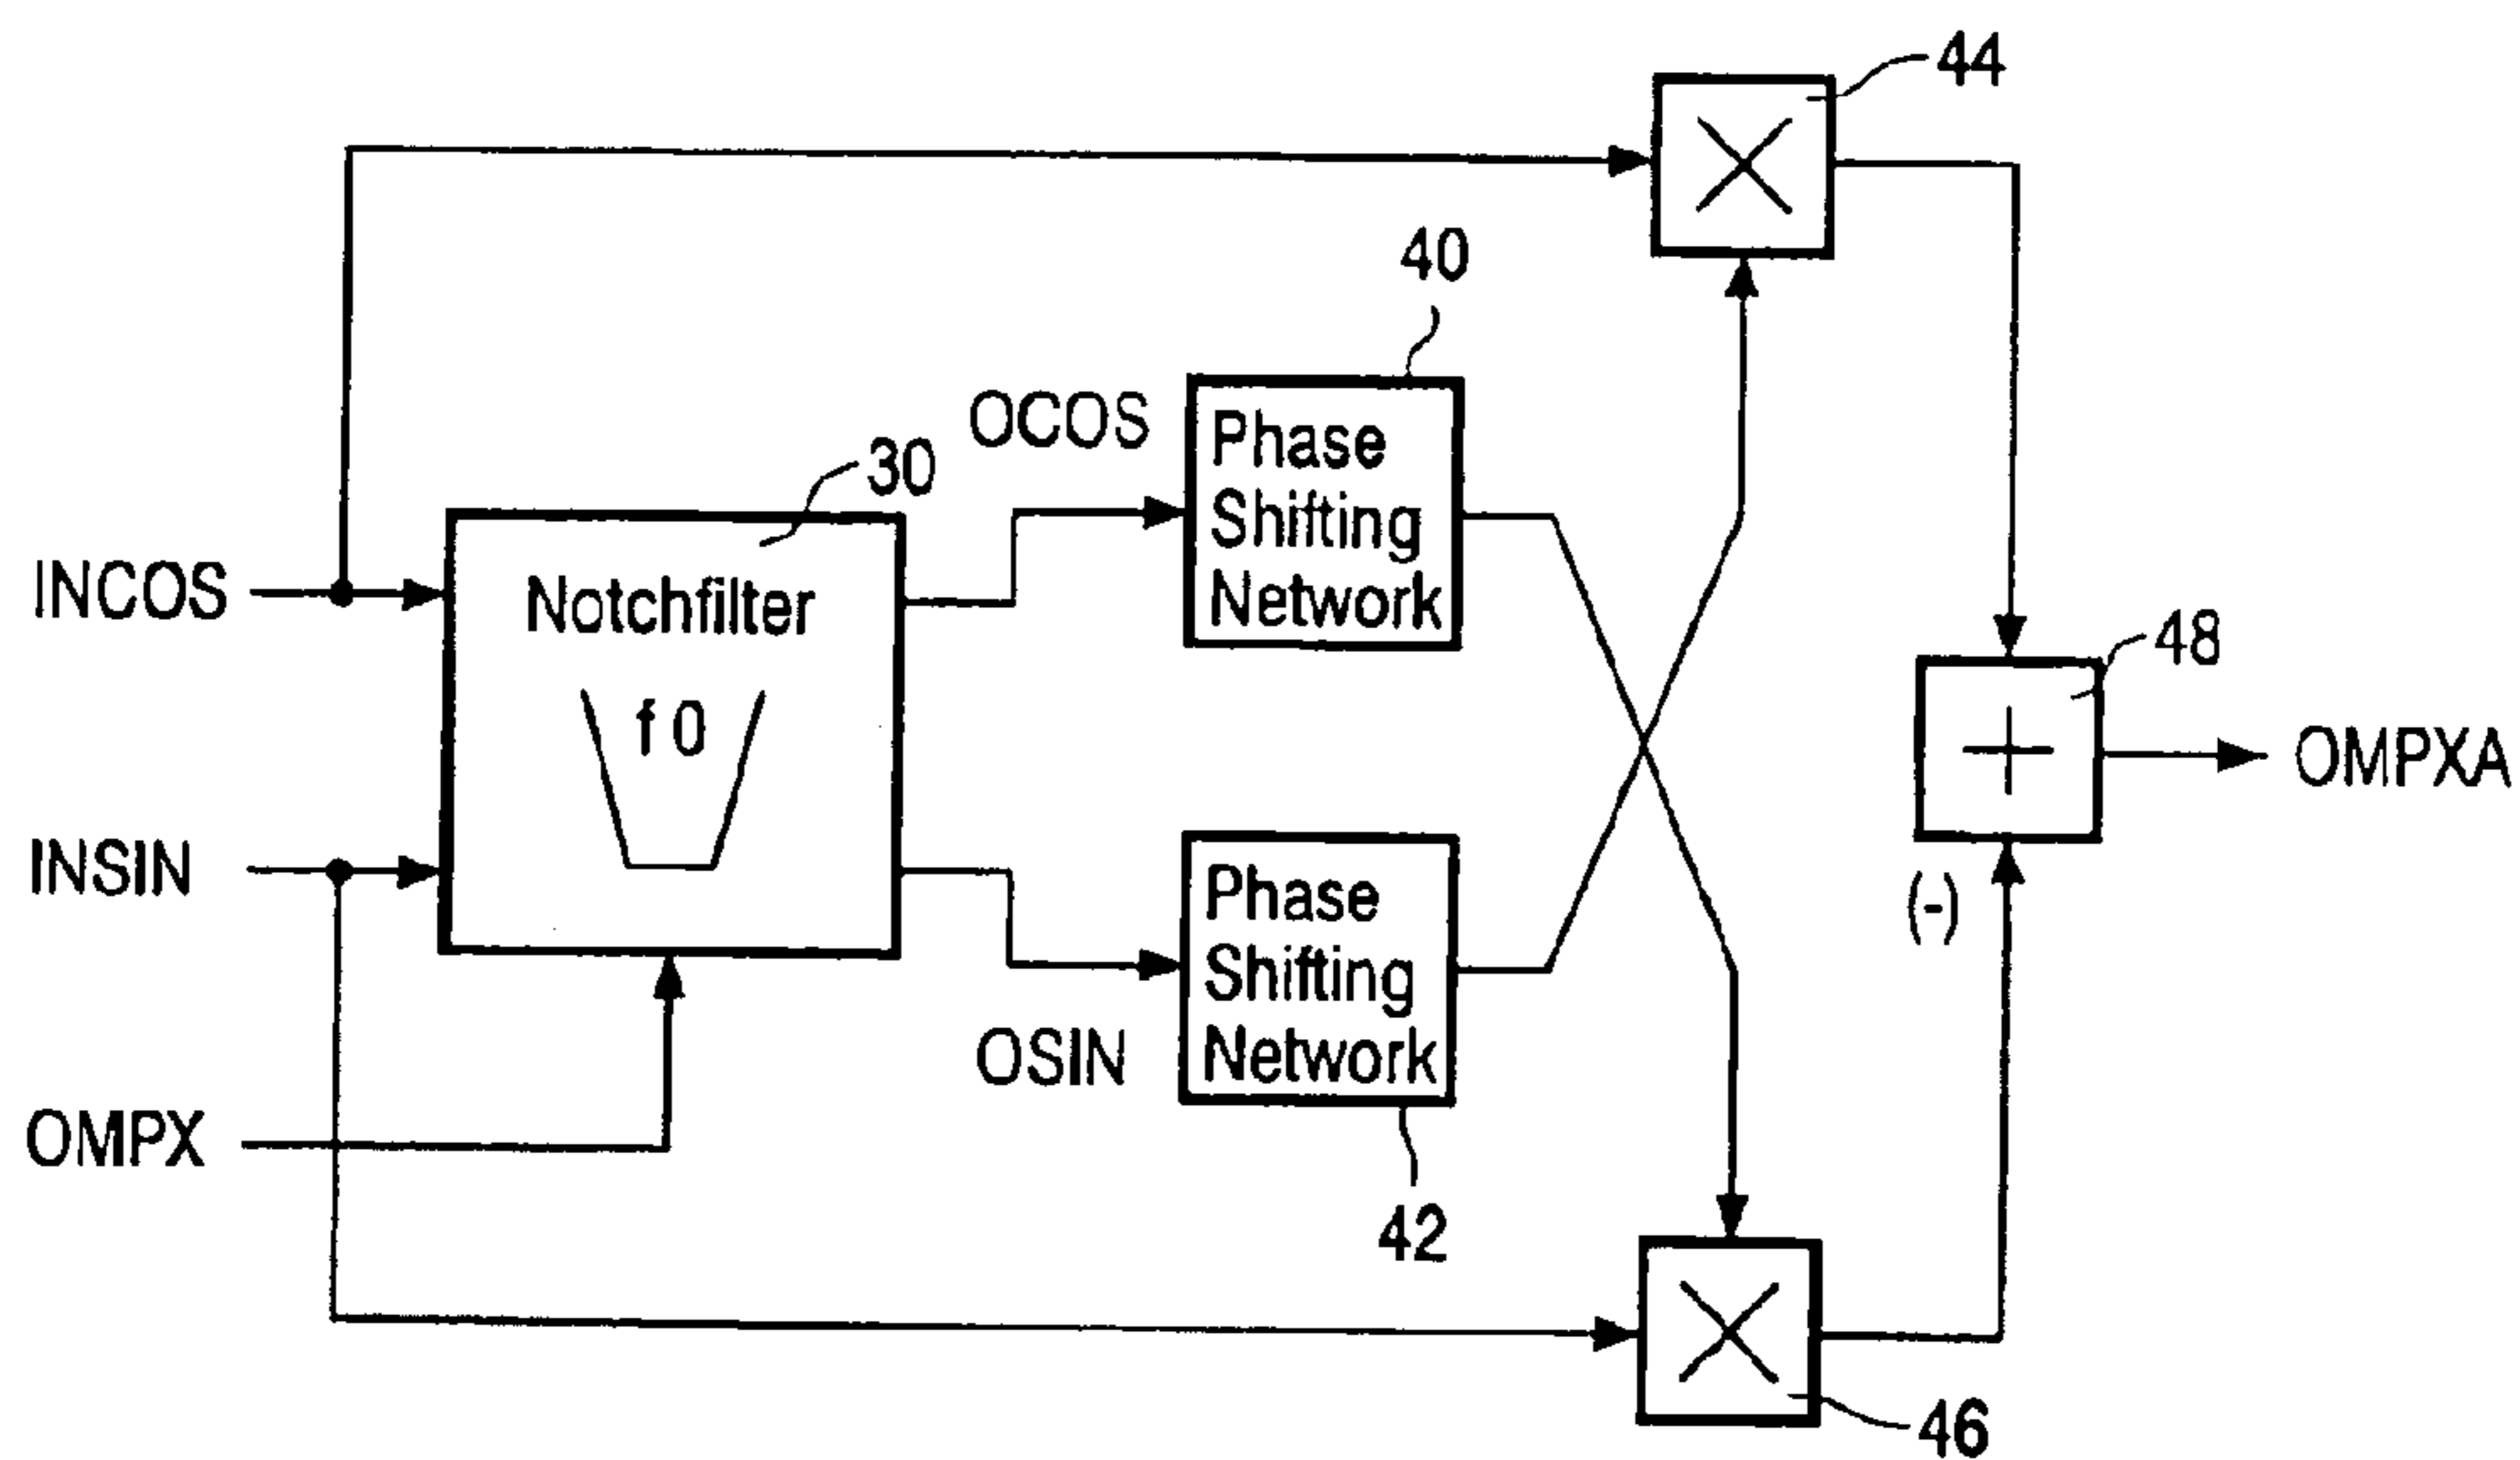 44
40
OCOS
Phase
Shifting
Network
30
INCOS
Notchfilter
f0
48
(-)
OMPXA
INSIN
Phase
Shifting
Network
OSIN
OMPX
42
46